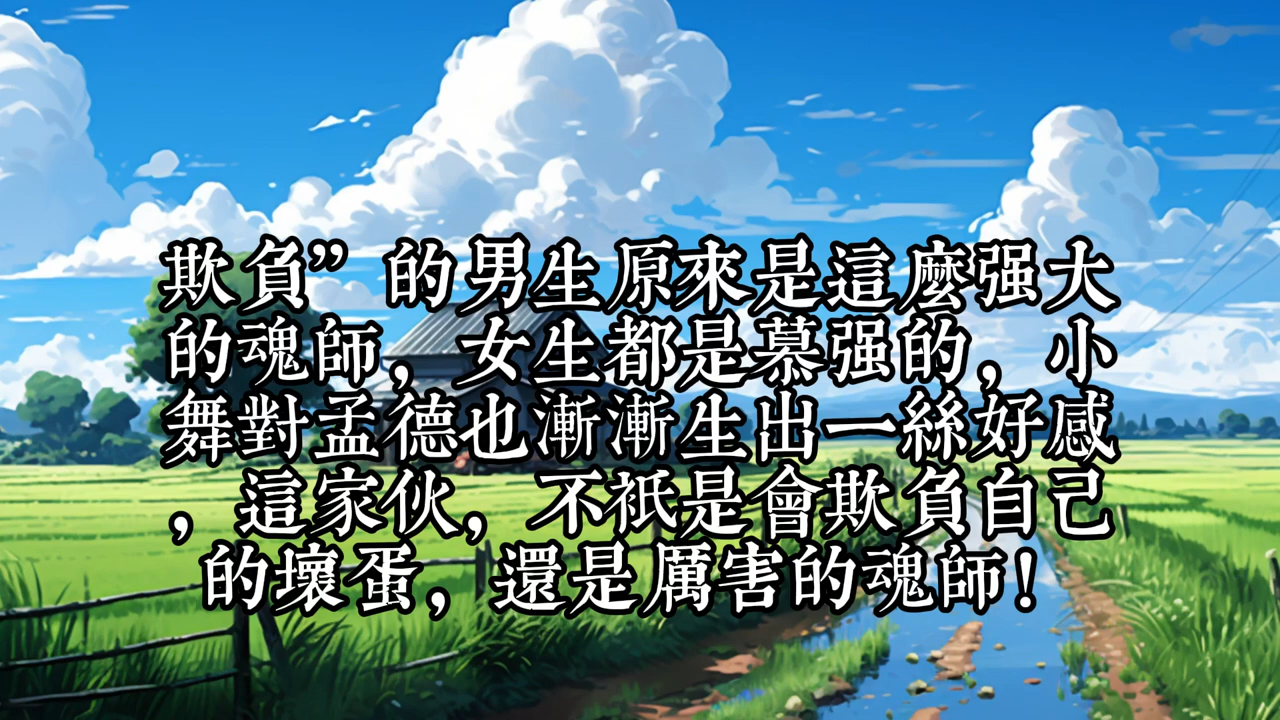 欺負”的男生原來是這麼强大
的魂師，女生都是慕强的，小
舞對孟德也漸漸生出一絲好感
，這家伙，不祇是會欺負自己
的壞蛋，還是厲害的魂師！